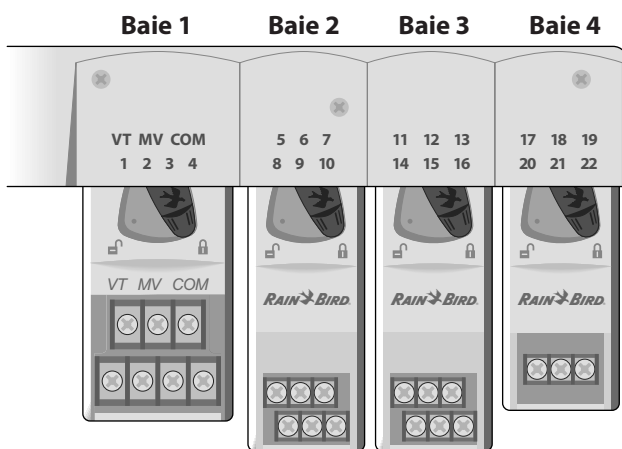 Baie 1 Baie 2 Baie 3 Baie 4
VT MV COM 5 6 7 11 12 13 17 18 19
1 2 3 4 8 9 10 14 15 16 20 21 22
VT MV COM
RAIN BIRD. RAIN BIRD. RAIN BIRD.